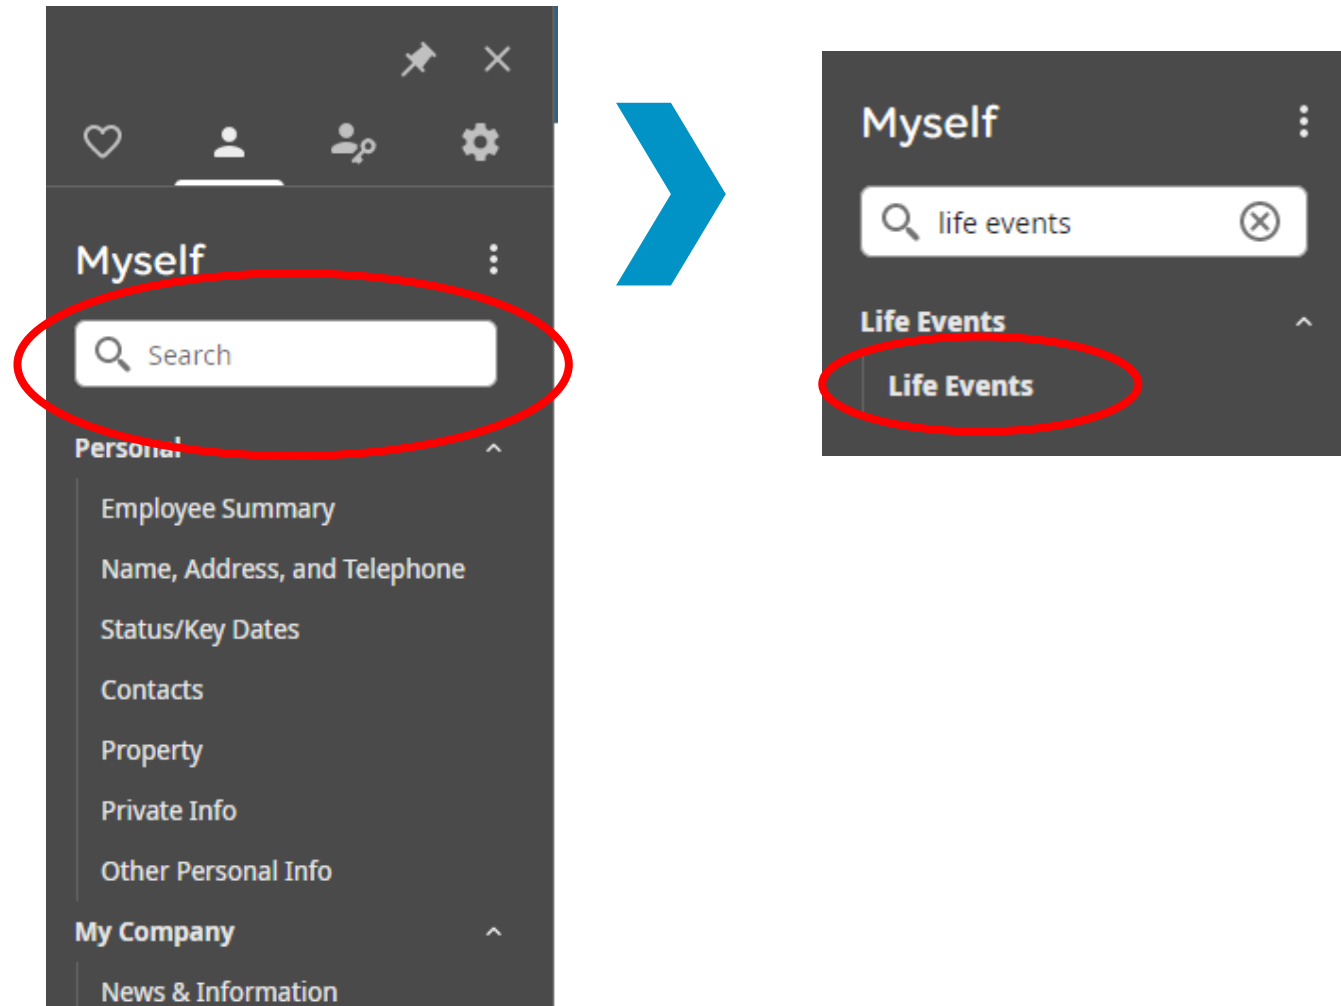 Myself
Search
Personal
Employee Summary
Name, Address, and Telephone
Status/Key Dates
Contacts
Property
Private Info
Other Personal Info
My Company
News & Information
Myself
life events
Life Events
Life Events